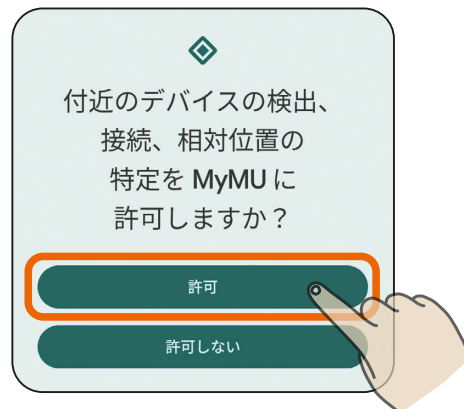 付近のデバイスの検出、
接続、相対位置の
特定を MyMU に
許可しますか？
許可
許可しない